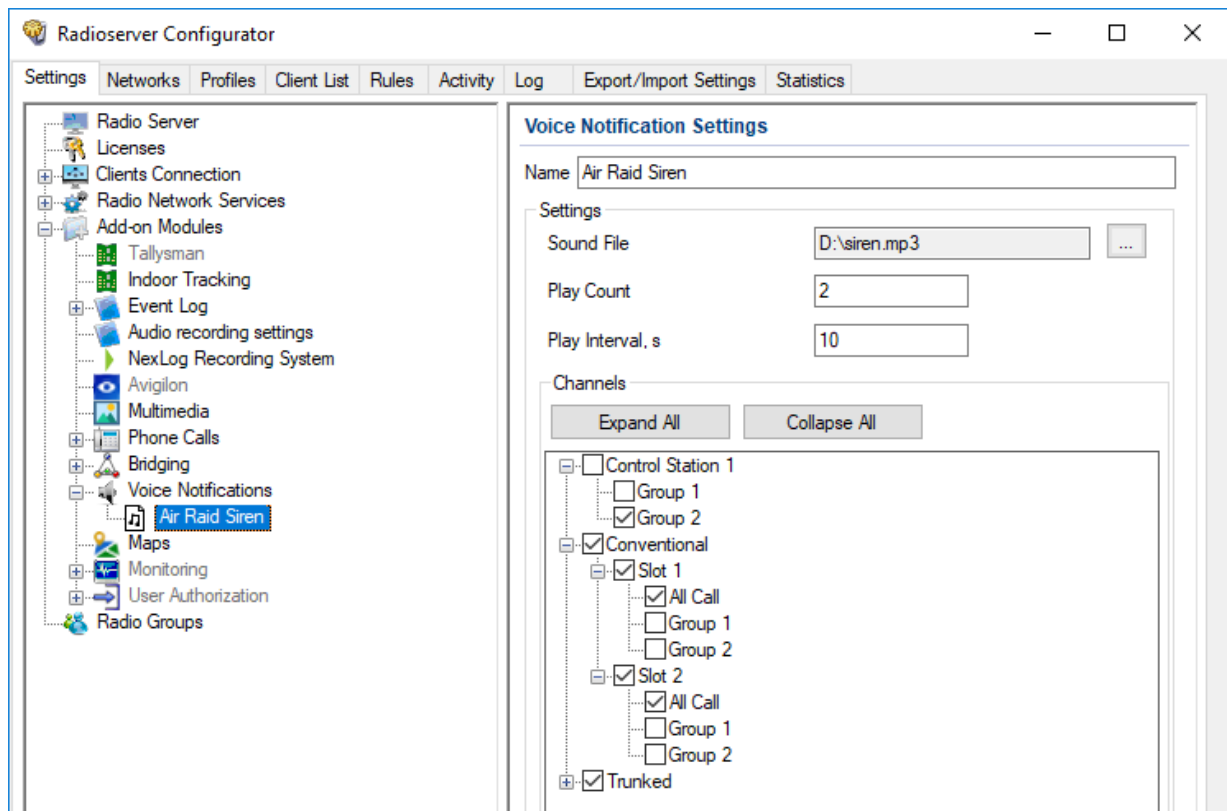 Radioserver Configurator
Settings Networks Profiles Client List Rules Activity Log Export/Import Settings Statistics
Radio Server
Licenses
Clients Connection
Radio Network Services
Add-on Modules
Tallysman
Indoor Tracking
Event Log
Audio recording settings
NexLog Recording System
Avigilon
Multimedia
Phone Calls
Bridging
Voice Notifications
Air Raid Siren
Maps
Monitoring
User Authorization
Radio Groups
Voice Notification Settings
Name Air Raid Siren
Settings
Sound File D:\siren.mp3 ...
Play Count 2
Play Interval, s 10
Channels
Expand All Collapse All
Control Station 1
Group 1
Group 2
Conventional
Slot 1
All Call
Group 1
Group 2
Slot 2
All Call
Group 1
Group 2
Trunked